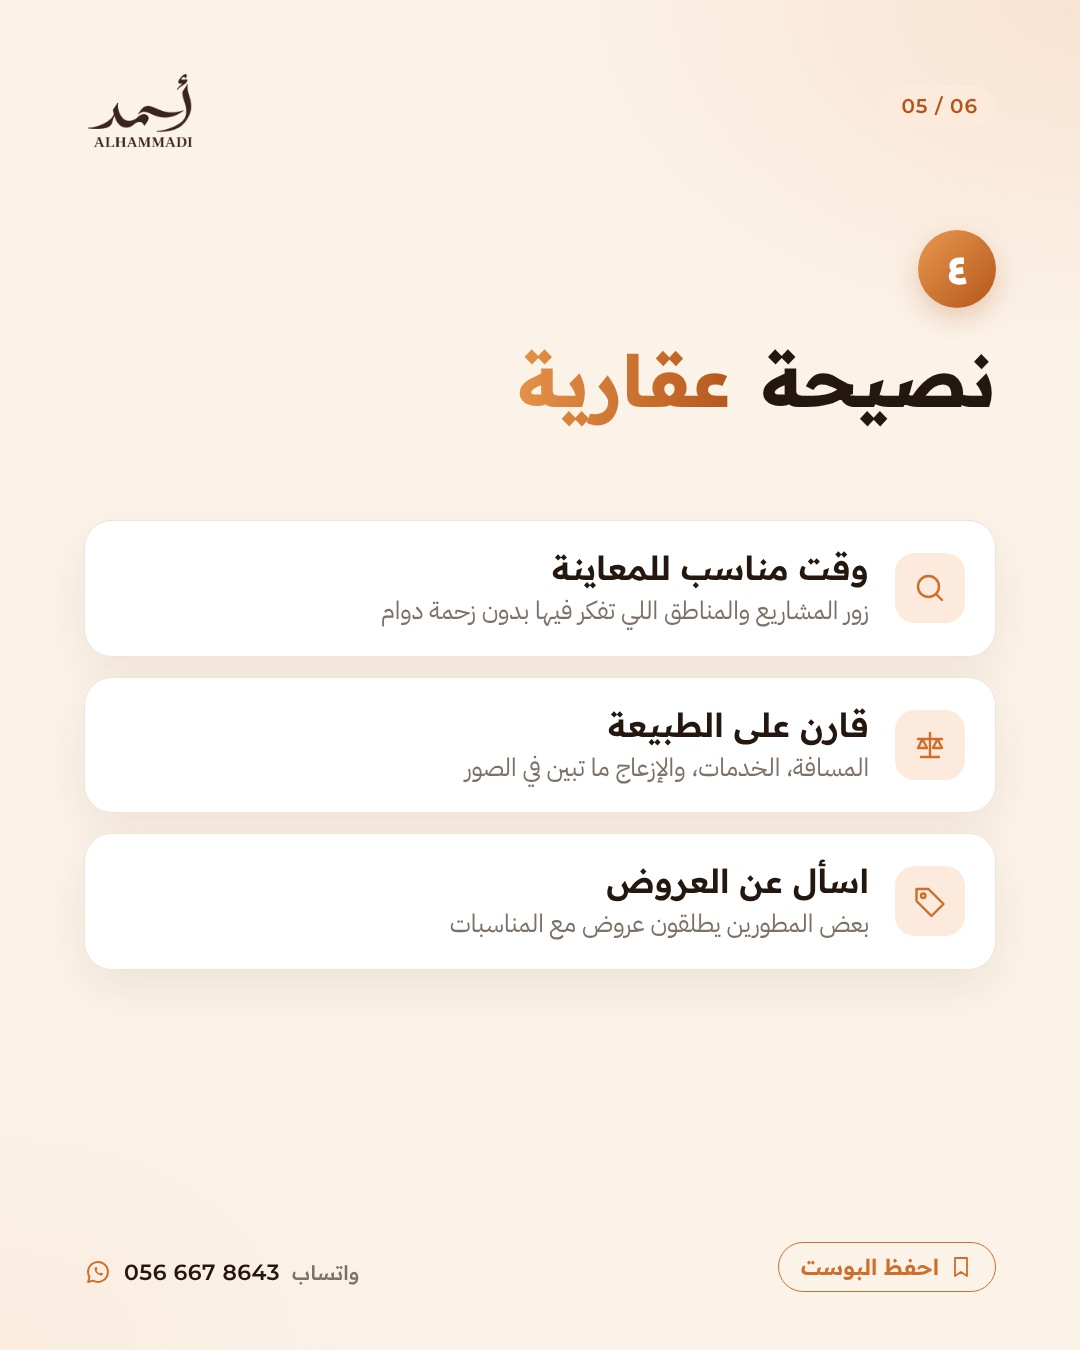 أحمد
ALHAMMADI
05 / 06
٤
نصيحة عقارية
وقت مناسب للمعاينة
زور المشاريع والمناطق اللي تفكر فيها بدون زحمة دوام
قارن على الطبيعة
المسافة، الخدمات، والإزعاج ما تبين في الصور
اسأل عن العروض
بعض المطورين يطلقون عروض مع المناسبات
احفظ البوست
واتساب 056 667 8643